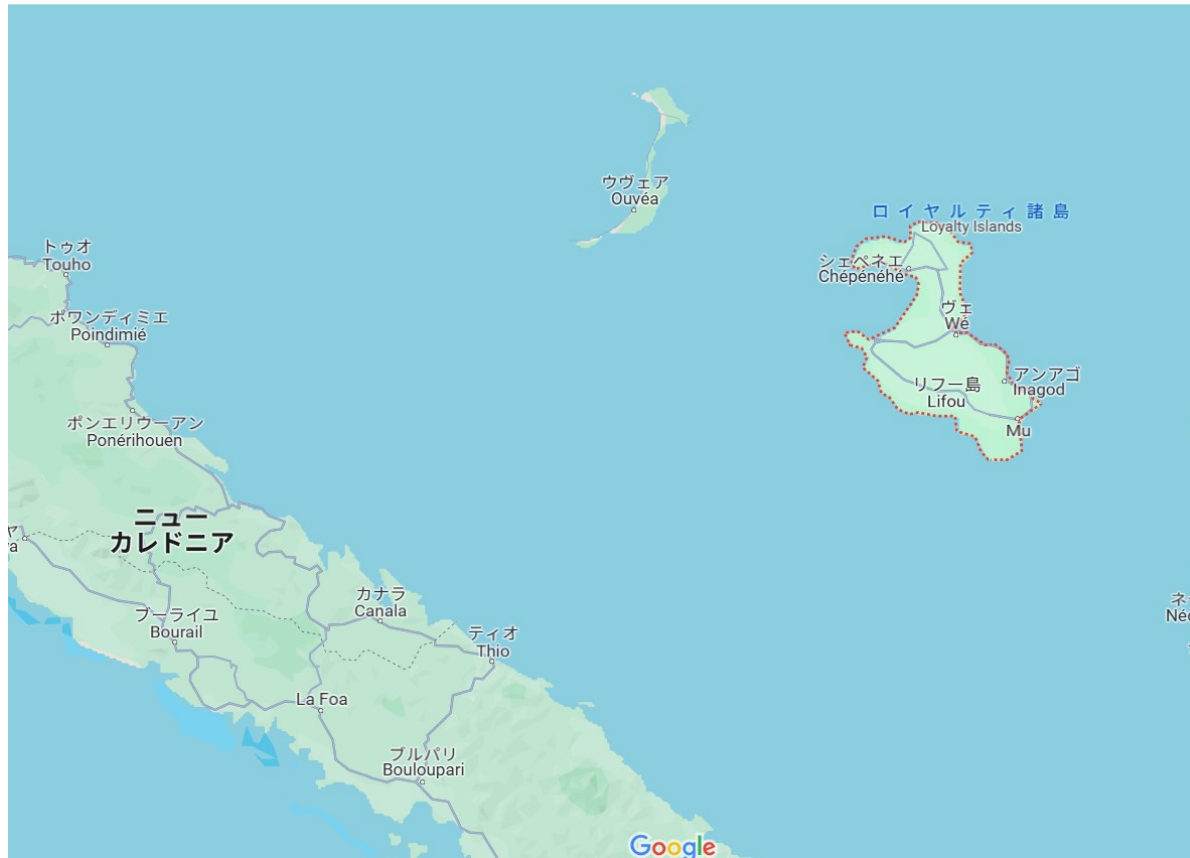 ウヴェア
Ouvéa
ロイヤルティ諸島
Loyalty Islands
トゥオ
Touho
シェペネエ
Chépénéhé
ポワンディミエ
Poindimié
ヴェ
Wé
アンアゴ
Inagod
リフー島
Lifou
ポンエリウーアン
Ponérihouen
Mu
ニュー
カレドニア
カナラ
Canala
ブーライユ
Bourail
ティオ
Thio
La Foa
ブルパリ
Bouloupari
Google